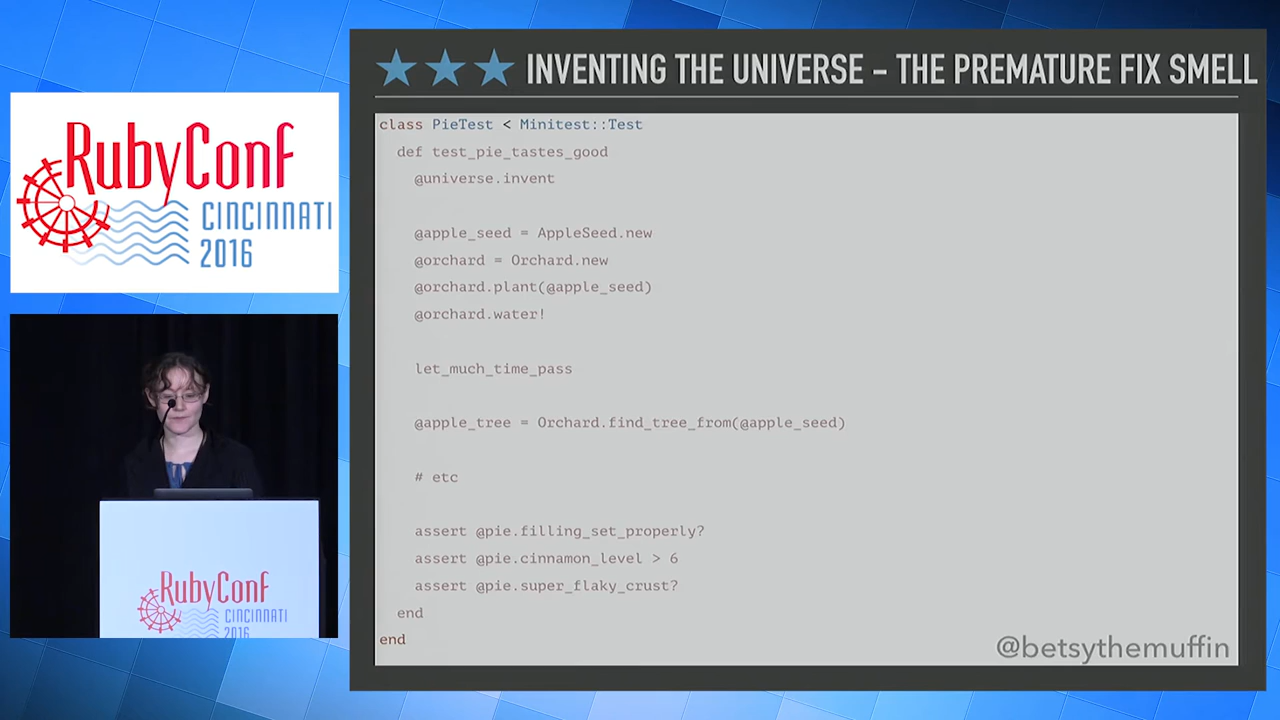 RubyConf
CINCINNATI
2016
★★★ INVENTING THE UNIVERSE – THE PREMATURE FIX SMELL
class PieTest < Minitest::Test
def test_pie_tastes_good
@universe.invent
@apple_seed = AppleSeed.new
@orchard = Orchard.new
@orchard.plant(@apple_seed)
@orchard.water!
let_much_time_pass
@apple_tree = Orchard.find_tree_from(@apple_seed)
# etc
assert @pie.filling_set_properly?
assert @pie.cinnamon_level > 6
assert @pie.super_flaky_crust?
end
end
@betsythemuffin
RubyConf
CINCINNATI
2016